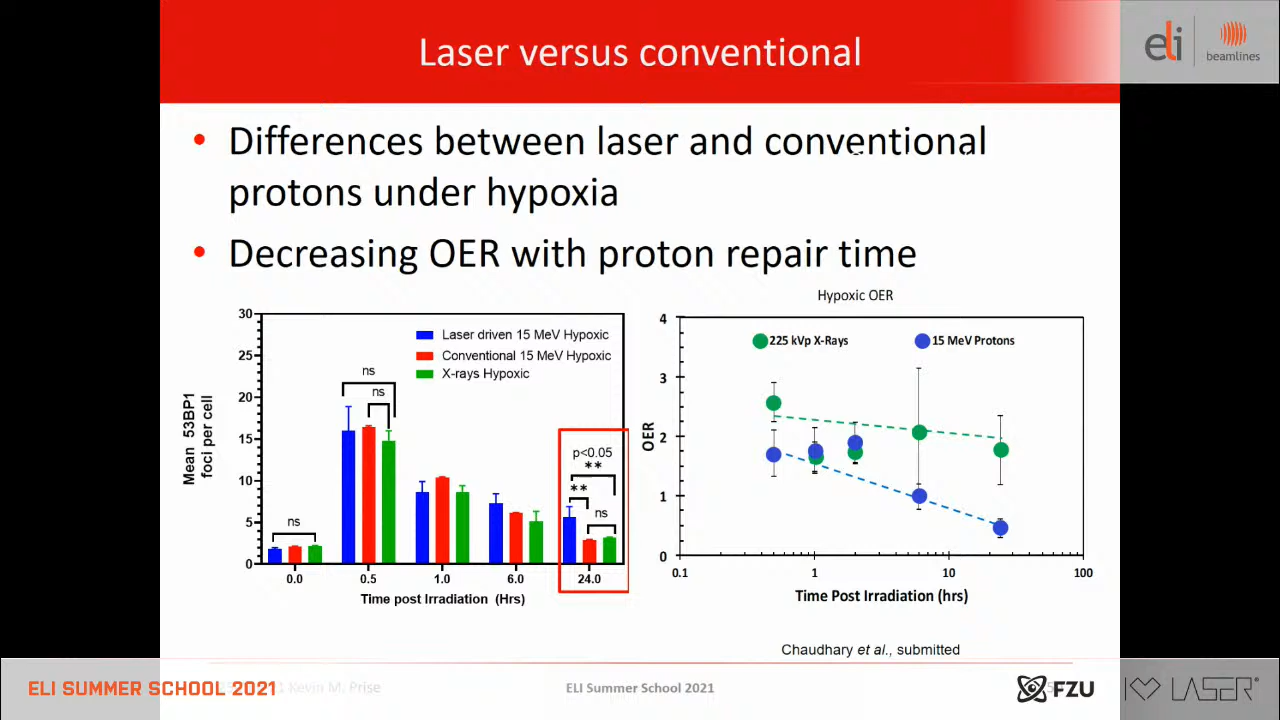 Laser versus conventional
eli
beamlines
• Differences between laser and conventional
protons under hypoxia
• Decreasing OER with proton repair time
30
25
20
15
10
5
0
Mean 53BP1
foci per cell
Laser driven 15 MeV Hypoxic
Conventional 15 MeV Hypoxic
X-rays Hypoxic
ns
ns
ns
p<0.05
**
**
ns
0.0 0.5 1.0 6.0 24.0
Time post Irradiation (Hrs)
Hypoxic OER
225 kVp X-Rays 15 MeV Protons
4
3
2
1
0
OER
0.1 1 10 100
Time Post Irradiation (hrs)
Chaudhary et al., submitted
ELI SUMMER SCHOOL 2021
Kevin M. Prise
ELI Summer School 2021
FZU
LASER